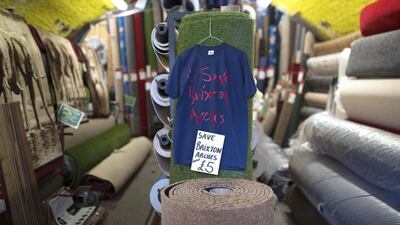 Save
Brixton
Arches
SAVE
BRIXTON
ARCHES
£5